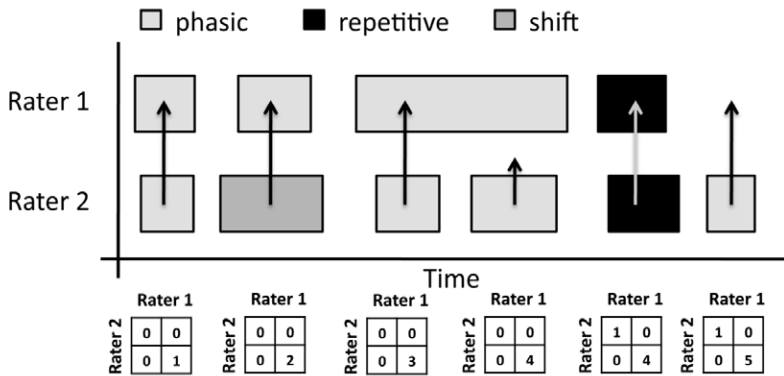 phasic repetitive shift
Rater 1
Rater 2
Time
Rater 1 Rater 1 Rater 1 Rater 1 Rater 1 Rater 1
Rater 2 Rater 2 Rater 2 Rater 2 Rater 2 Rater 2
0 0 0 0 0 0 0 0 1 0 1 0
0 1 0 2 0 3 0 4 0 4 0 5